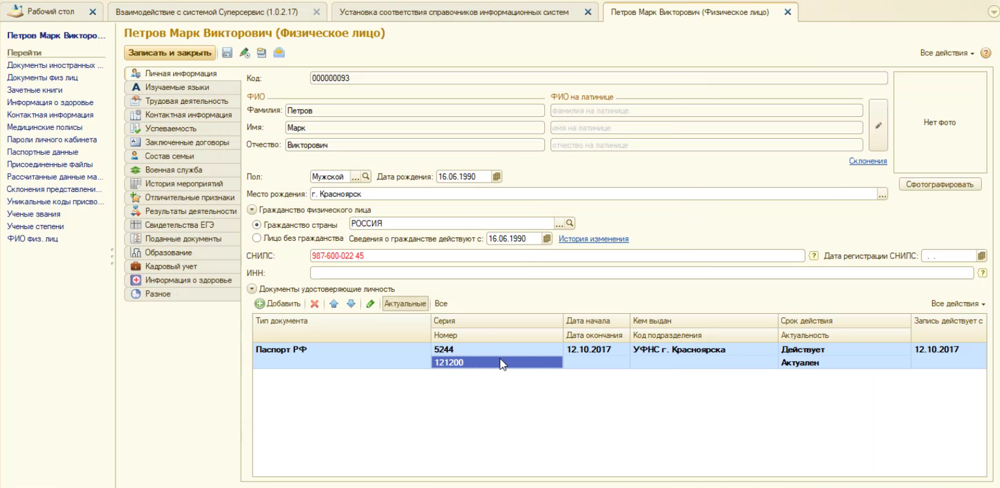 Рабочий стол
Взаимодействие с системой Суперсервис (1.0.2.17)
Установка соответствия справочников информационных систем
Петров Марк Викторович (Физическое лицо)
Петров Марк Викторо...
Перейти
Документы иностранных ...
Документы физ лиц
Зачетные книги
Информация о здоровье
Контактная информация
Медицинские полисы
Пароли личного кабинета
Паспортные данные
Присоединенные файлы
Рассчитанные данные ма...
Склонения представлени...
Уникальные коды присво...
Ученые звания
Ученые степени
ФИО физ. лиц
Петров Марк Викторович (Физическое лицо)
Записать и закрыть
Все действия
Личная информация
Изучаемые языки
Трудовая деятельность
Контактная информация
Успеваемость
Заключенные договоры
Состав семьи
Военная служба
История мероприятий
Отличительные признаки
Результаты деятельности
Свидетельства ЕГЭ
Поданные документы
Образование
Кадровый учет
Информация о здоровье
Разное
Код: 000000093
ФИО ФИО на латинице
Фамилия: Петров фамилия на латинице
Имя: Марк имя на латинице
Отчество: Викторович отчество на латинице
Нет фото
Склонения
Сфотографировать
Пол: Мужской ... Дата рождения: 16.06.1990
Место рождения: г. Красноярск ...
Гражданство физического лица
Гражданство страны РОССИЯ ...
Лицо без гражданства Сведения о гражданстве действуют с: 16.06.1990 История изменения
СНИЛС: 987-600-022 45 ? Дата регистрации СНИЛС: . .
ИНН: ?
Документы удостоверяющие личность
Добавить Актуальные Все Все действия
Тип документа Серия Дата начала Кем выдан Срок действия Запись действует с
Номер Дата окончания Код подразделения Актуальность
Паспорт РФ 5244 12.10.2017 УФНС г. Красноярска Действует 12.10.2017
121200 Актуален